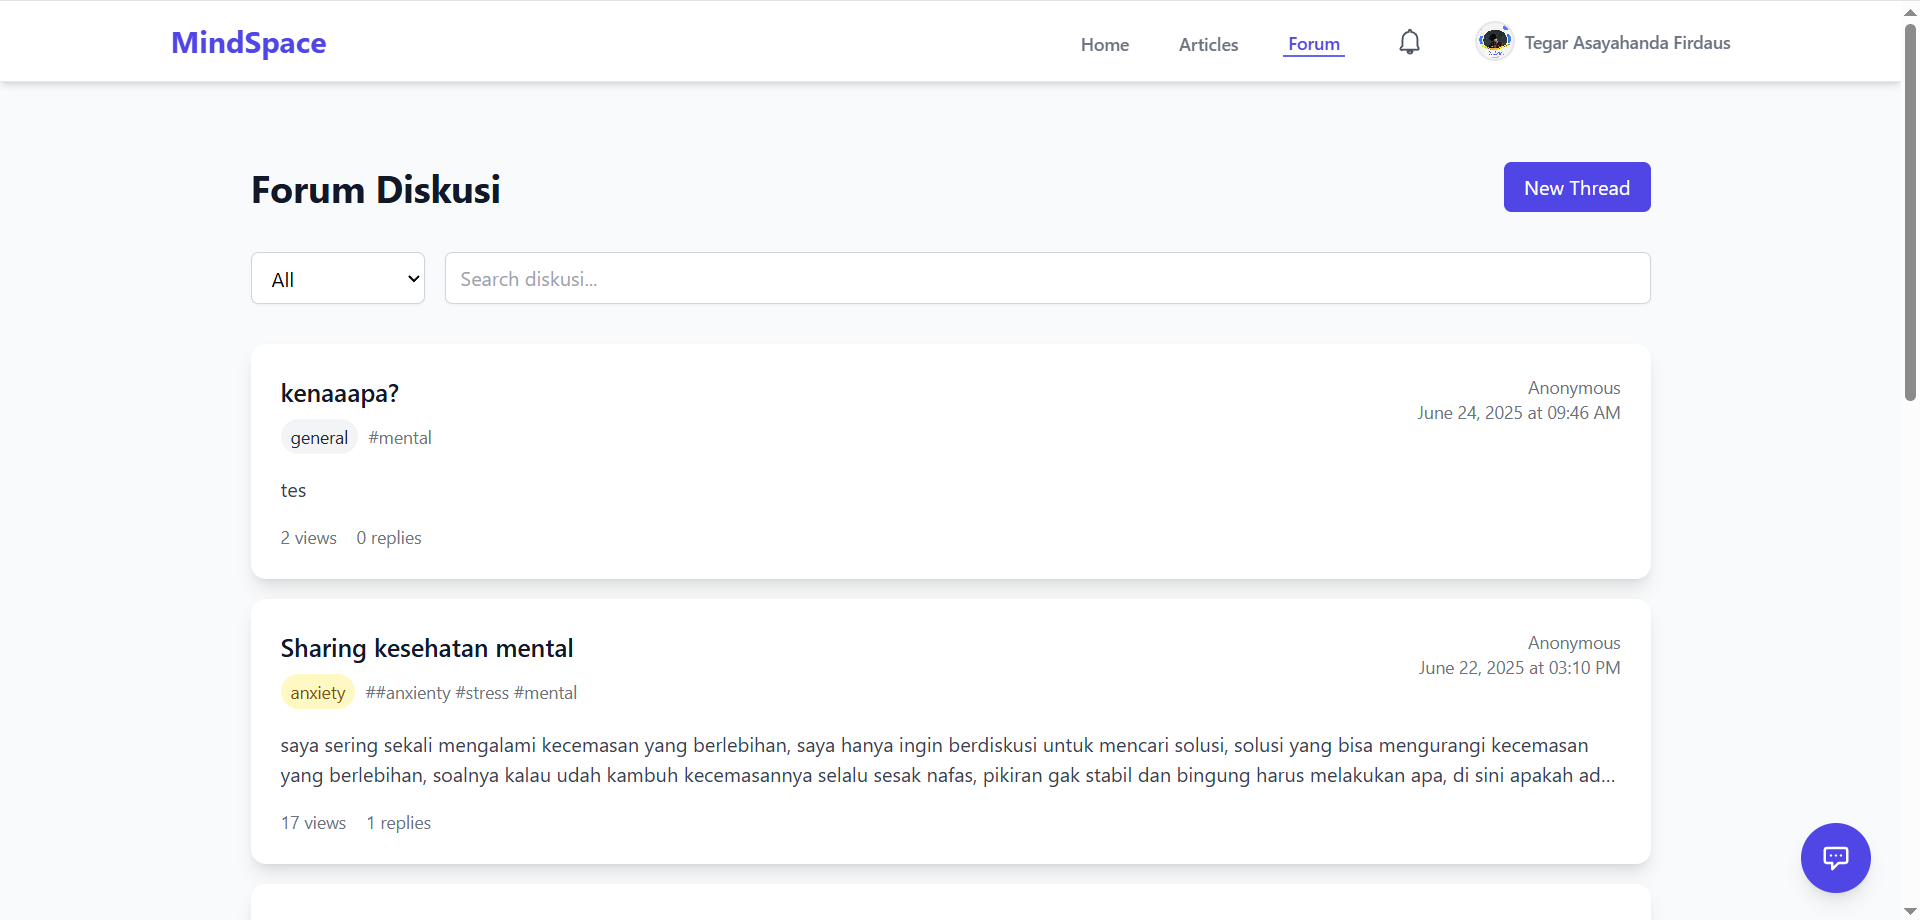 MindSpace
Home Articles Forum Tegar Asayahanda Firdaus
Forum Diskusi
New Thread
All
Search diskusi...
kenaaapa?
Anonymous
June 24, 2025 at 09:46 AM
general #mental
tes
2 views 0 replies
Sharing kesehatan mental
Anonymous
June 22, 2025 at 03:10 PM
anxiety ##anxienty #stress #mental
saya sering sekali mengalami kecemasan yang berlebihan, saya hanya ingin berdiskusi untuk mencari solusi, solusi yang bisa mengurangi kecemasan
yang berlebihan, soalnya kalau udah kambuh kecemasannya selalu sesak nafas, pikiran gak stabil dan bingung harus melakukan apa, di sini apakah ad...
17 views 1 replies